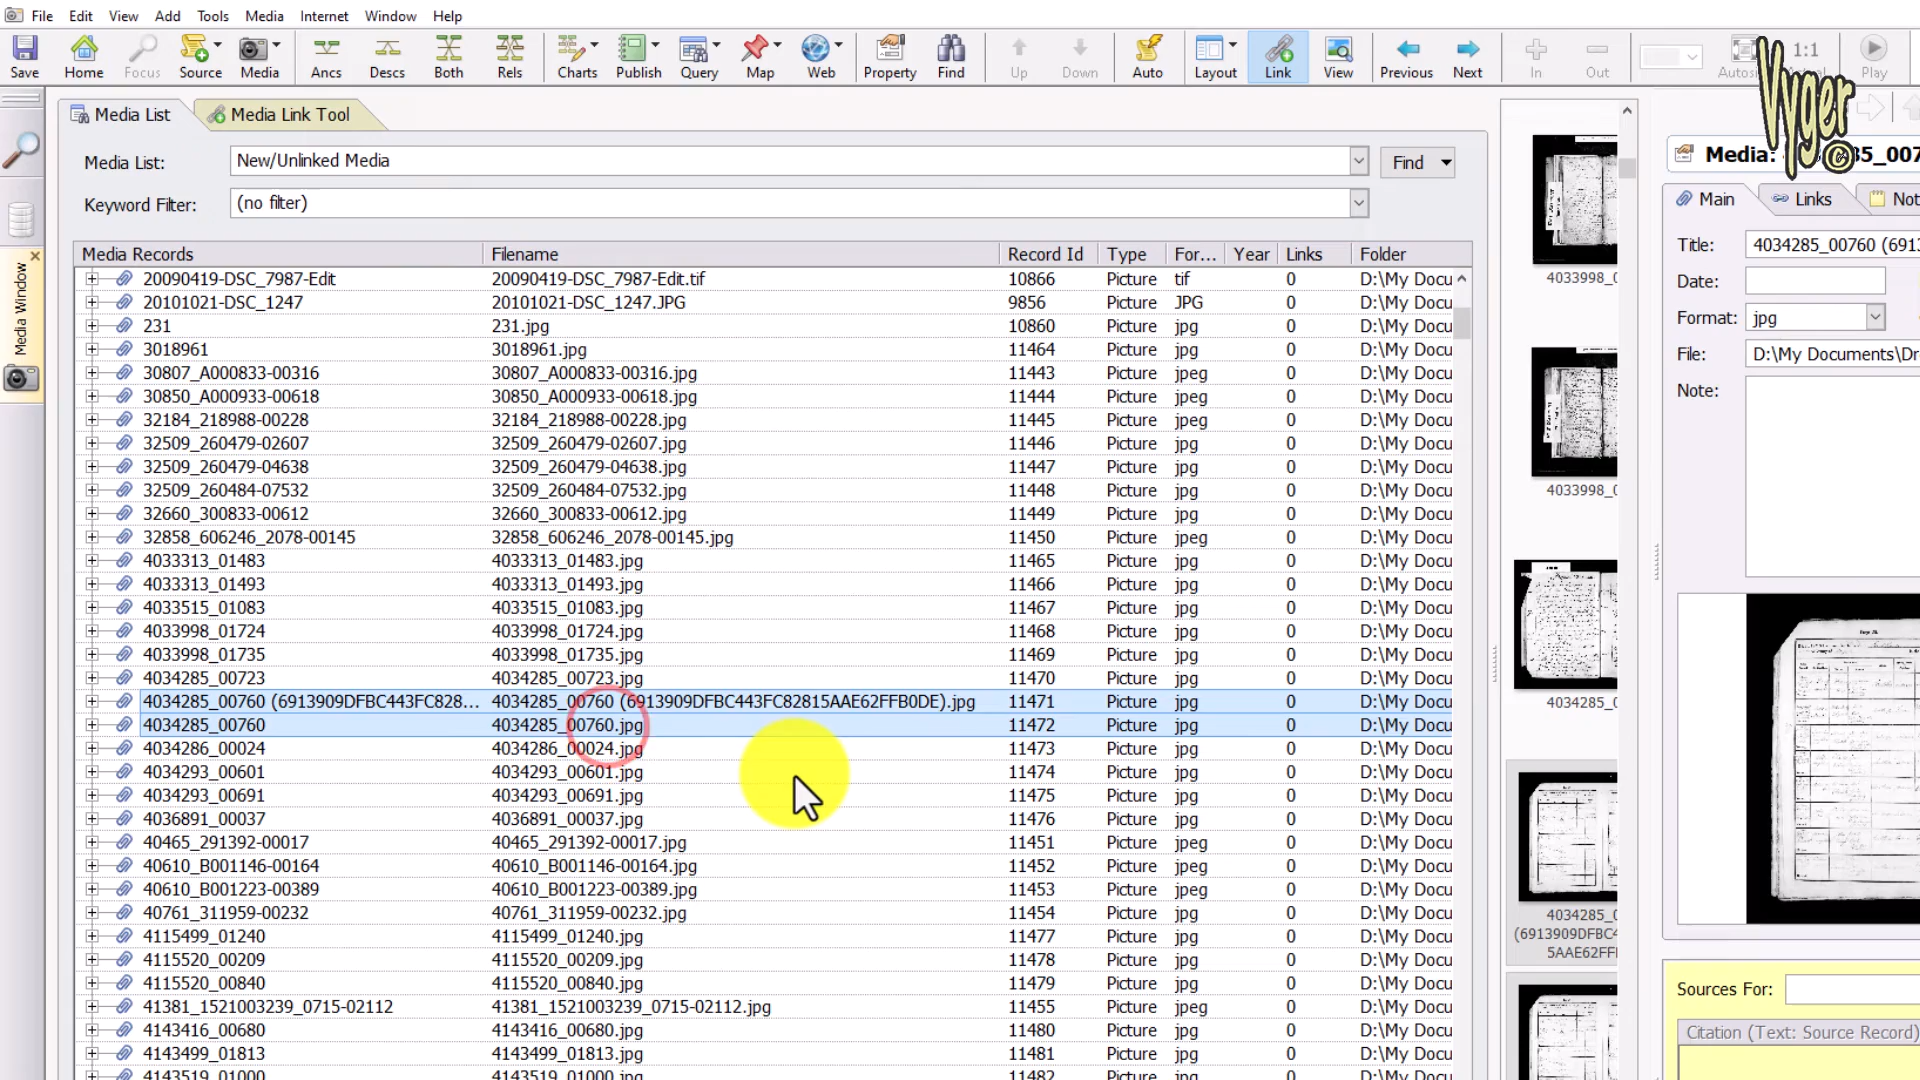 File Edit View Add Tools Media Internet Window Help
Save Home Focus Source Media Ancs Descs Both Rels Charts Publish Query Map Web Property Find Up Down Auto Layout Link View Previous Next In Out 1:1 Play
Vyger ©
Media List Media Link Tool
Media List: New/Unlinked Media Find
Keyword Filter: (no filter)
Media Window
Media Records Filename Record Id Type For... Year Links Folder
20090419-DSC_7987-Edit 20090419-DSC_7987-Edit.tif 10866 Picture tif 0 D:\My Docu
20101021-DSC_1247 20101021-DSC_1247.JPG 9856 Picture JPG 0 D:\My Docu
231 231.jpg 10860 Picture jpg 0 D:\My Docu
3018961 3018961.jpg 11464 Picture jpg 0 D:\My Docu
30807_A000833-00316 30807_A000833-00316.jpg 11443 Picture jpeg 0 D:\My Docu
30850_A000933-00618 30850_A000933-00618.jpg 11444 Picture jpeg 0 D:\My Docu
32184_218988-00228 32184_218988-00228.jpg 11445 Picture jpeg 0 D:\My Docu
32509_260479-02607 32509_260479-02607.jpg 11446 Picture jpg 0 D:\My Docu
32509_260479-04638 32509_260479-04638.jpg 11447 Picture jpg 0 D:\My Docu
32509_260484-07532 32509_260484-07532.jpg 11448 Picture jpg 0 D:\My Docu
32660_300833-00612 32660_300833-00612.jpg 11449 Picture jpg 0 D:\My Docu
32858_606246_2078-00145 32858_606246_2078-00145.jpg 11450 Picture jpeg 0 D:\My Docu
4033313_01483 4033313_01483.jpg 11465 Picture jpg 0 D:\My Docu
4033313_01493 4033313_01493.jpg 11466 Picture jpg 0 D:\My Docu
4033515_01083 4033515_01083.jpg 11467 Picture jpg 0 D:\My Docu
4033998_01724 4033998_01724.jpg 11468 Picture jpg 0 D:\My Docu
4033998_01735 4033998_01735.jpg 11469 Picture jpg 0 D:\My Docu
4034285_00723 4034285_00723.jpg 11470 Picture jpg 0 D:\My Docu
4034285_00760 (6913909DFBC443FC828... 4034285_00760 (6913909DFBC443FC82815AAE62FFB0DE).jpg 11471 Picture jpg 0 D:\My Docu
4034285_00760 4034285_00760.jpg 11472 Picture jpg 0 D:\My Docu
4034286_00024 4034286_00024.jpg 11473 Picture jpg 0 D:\My Docu
4034293_00601 4034293_00601.jpg 11474 Picture jpg 0 D:\My Docu
4034293_00691 4034293_00691.jpg 11475 Picture jpg 0 D:\My Docu
4036891_00037 4036891_00037.jpg 11476 Picture jpg 0 D:\My Docu
40465_291392-00017 40465_291392-00017.jpg 11451 Picture jpeg 0 D:\My Docu
40610_B001146-00164 40610_B001146-00164.jpg 11452 Picture jpeg 0 D:\My Docu
40610_B001223-00389 40610_B001223-00389.jpg 11453 Picture jpeg 0 D:\My Docu
40761_311959-00232 40761_311959-00232.jpg 11454 Picture jpg 0 D:\My Docu
4115499_01240 4115499_01240.jpg 11477 Picture jpg 0 D:\My Docu
4115520_00209 4115520_00209.jpg 11478 Picture jpg 0 D:\My Docu
4115520_00840 4115520_00840.jpg 11479 Picture jpg 0 D:\My Docu
41381_1521003239_0715-02112 41381_1521003239_0715-02112.jpg 11455 Picture jpeg 0 D:\My Docu
4143416_00680 4143416_00680.jpg 11480 Picture jpg 0 D:\My Docu
4143499_01813 4143499_01813.jpg 11481 Picture jpg 0 D:\My Docu
4143519_01000 4143519_01000.jpg 11482 Picture jpg 0 D:\My Docu
4033998_0
4033998_0
4034285_0
4034285_0
(6913909DFBC4
5AAE62FFI
Media: 85_007
Main Links Not
Title: 4034285_00760 (6913
Date:
Format: jpg
File: D:\My Documents\Dr
Note:
Sources For:
Citation (Text: Source Record)